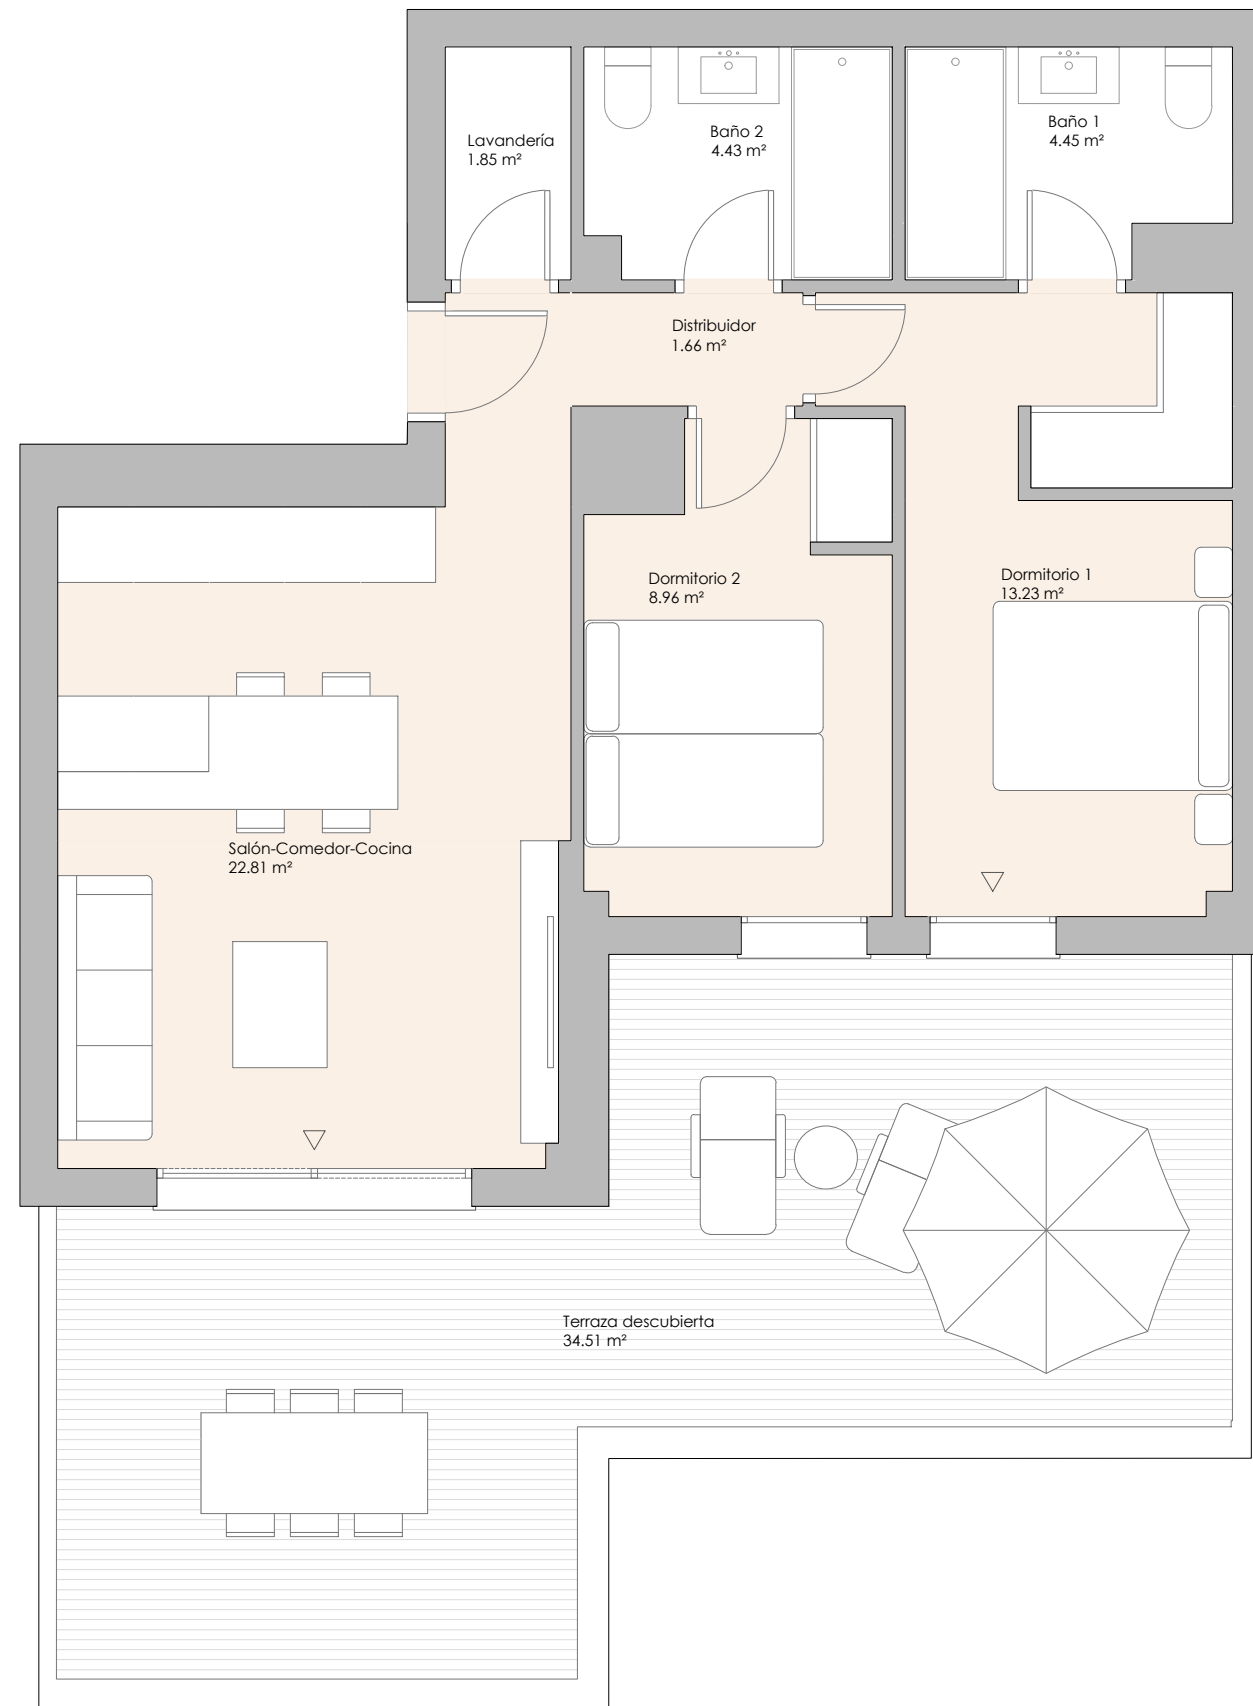 Lavandería
1.85 m²
Baño 2
4.43 m²
Baño 1
4.45 m²
Distribuidor
1.66 m²
Dormitorio 2
8.96 m²
Dormitorio 1
13.23 m²
Salón-Comedor-Cocina
22.81 m²
Terraza descubierta
34.51 m²